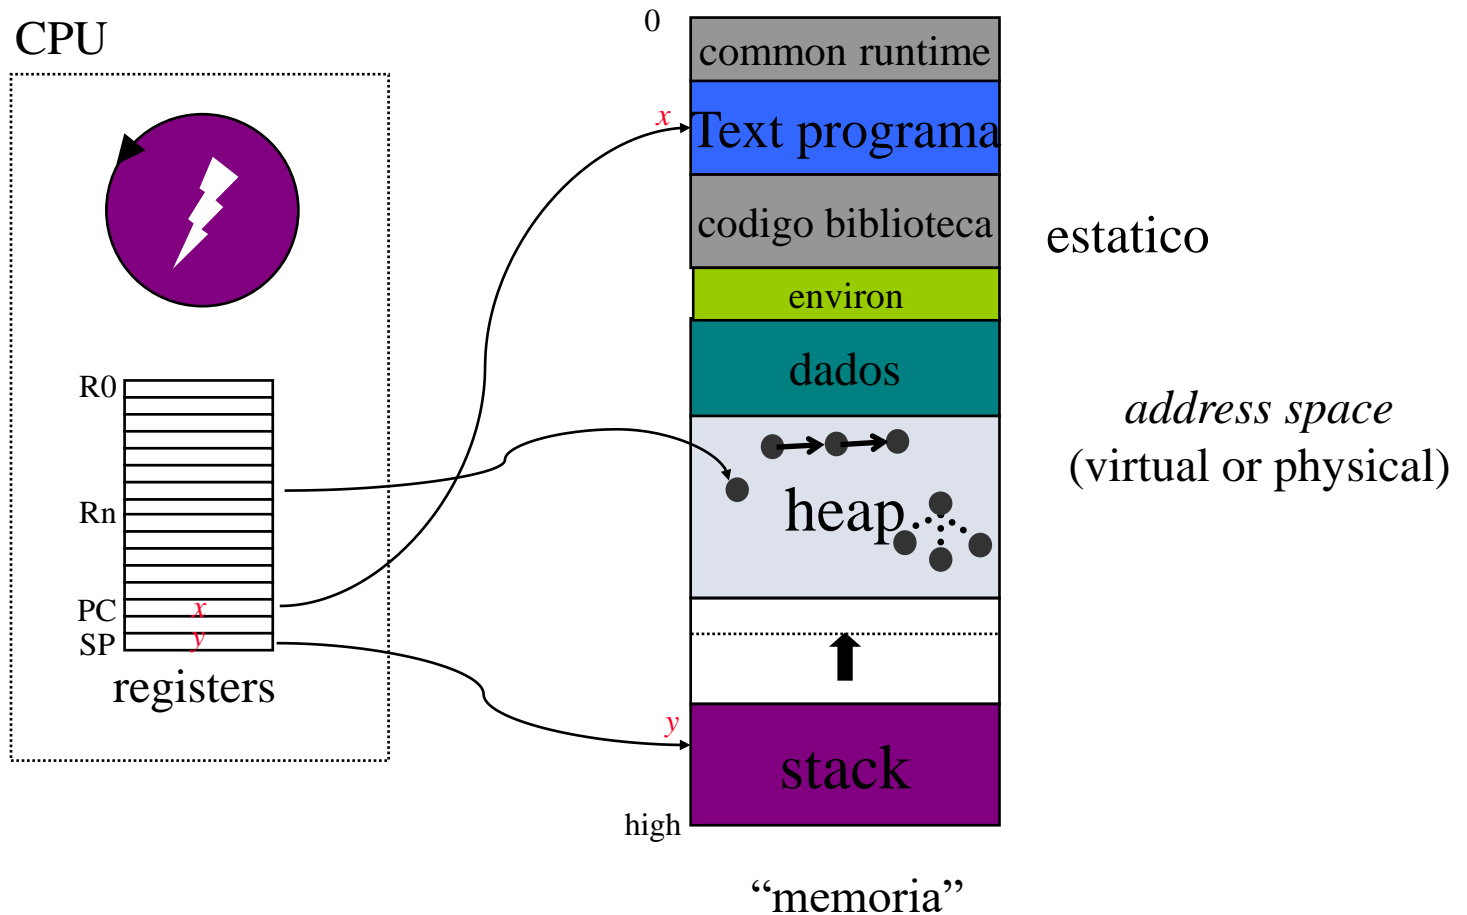 CPU
R0
Rn
PC
x
SP
y
registers
0
common runtime
x
Text programa
codigo biblioteca
environ
dados
heap
y
stack
high
“memoria”
estatico
address space
(virtual or physical)